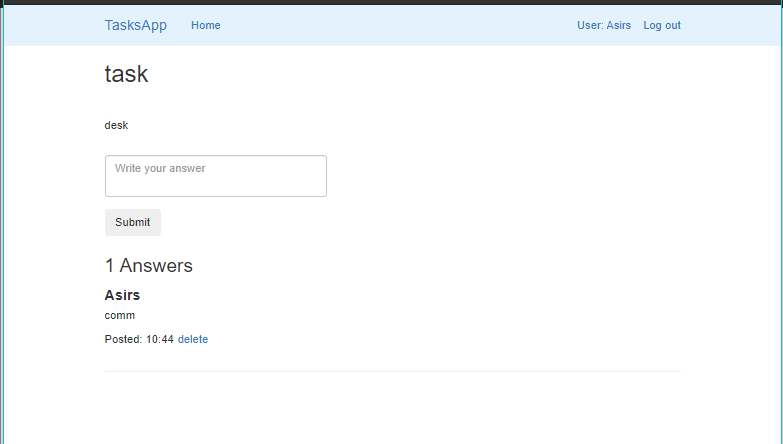 TasksApp Home User: Asirs Log out
task
desk
Write your answer
Submit
1 Answers
Asirs
comm
Posted: 10:44 delete